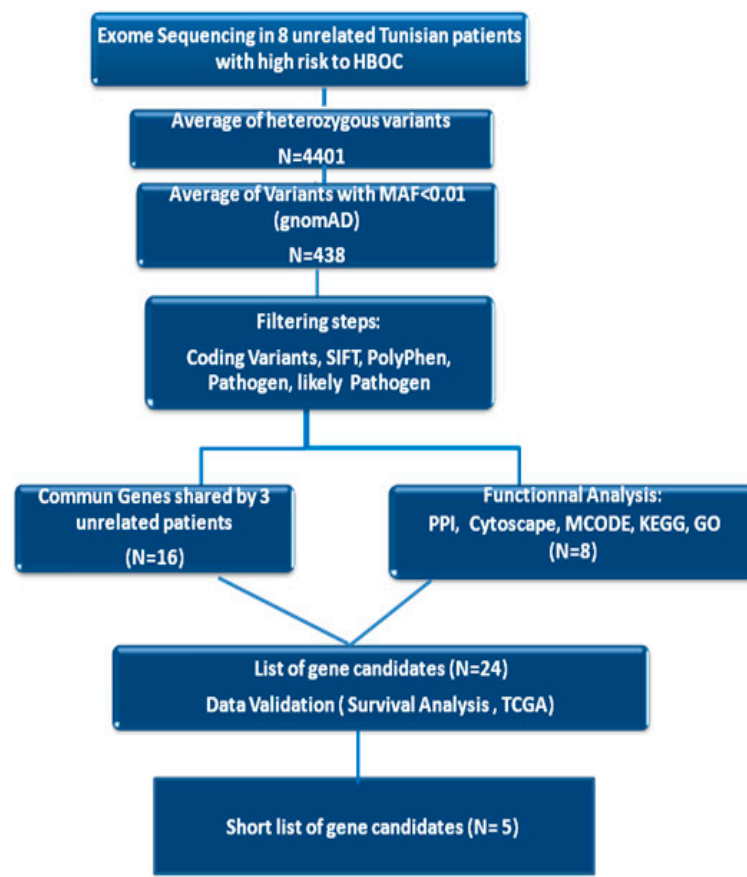 Exome Sequencing in 8 unrelated Tunisian patients
with high risk to HBOC
Average of heterozygous variants
N=4401
Average of Variants with MAF<0.01
(gnomAD)
N=438
Filtering steps:
Coding Variants, SIFT, PolyPhen,
Pathogen, likely Pathogen
Commun Genes shared by 3
unrelated patients
(N=16)
Functionnal Analysis:
PPI, Cytoscape, MCODE, KEGG, GO
(N=8)
List of gene candidates (N=24)
Data Validation ( Survival Analysis , TCGA)
Short list of gene candidates (N= 5)